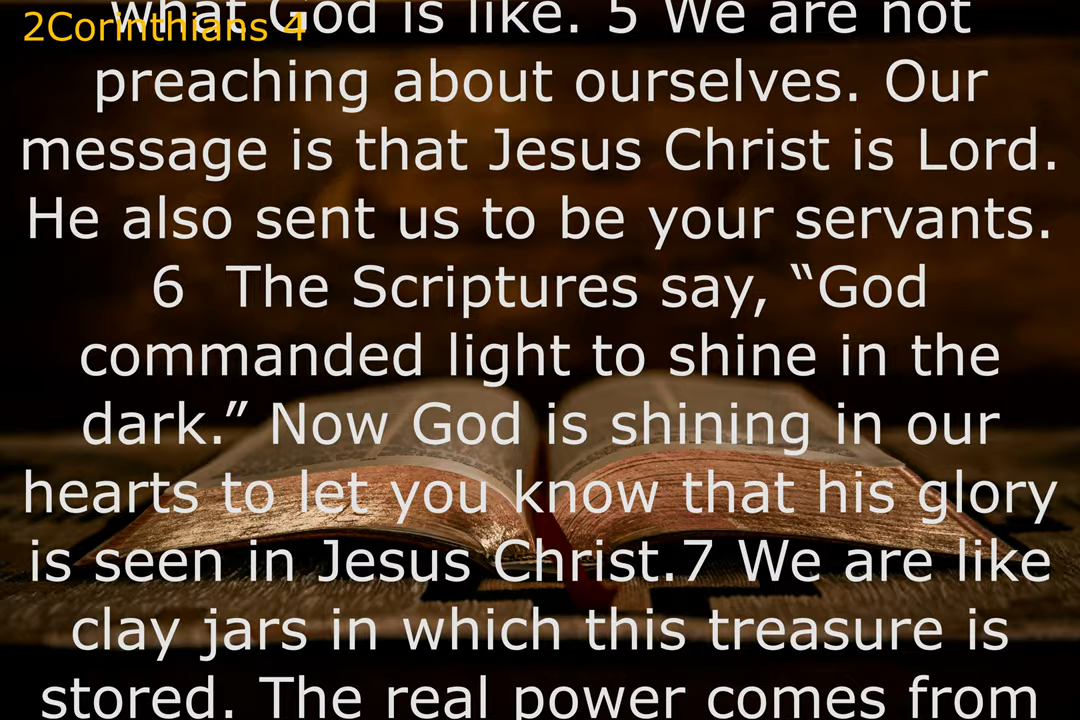 what God is like. 5 We are not
2Corinthians 4
preaching about ourselves. Our
message is that Jesus Christ is Lord.
He also sent us to be your servants.
6  The Scriptures say, “God
commanded light to shine in the
dark.” Now God is shining in our
hearts to let you know that his glory
is seen in Jesus Christ.7 We are like
clay jars in which this treasure is
stored. The real power comes from